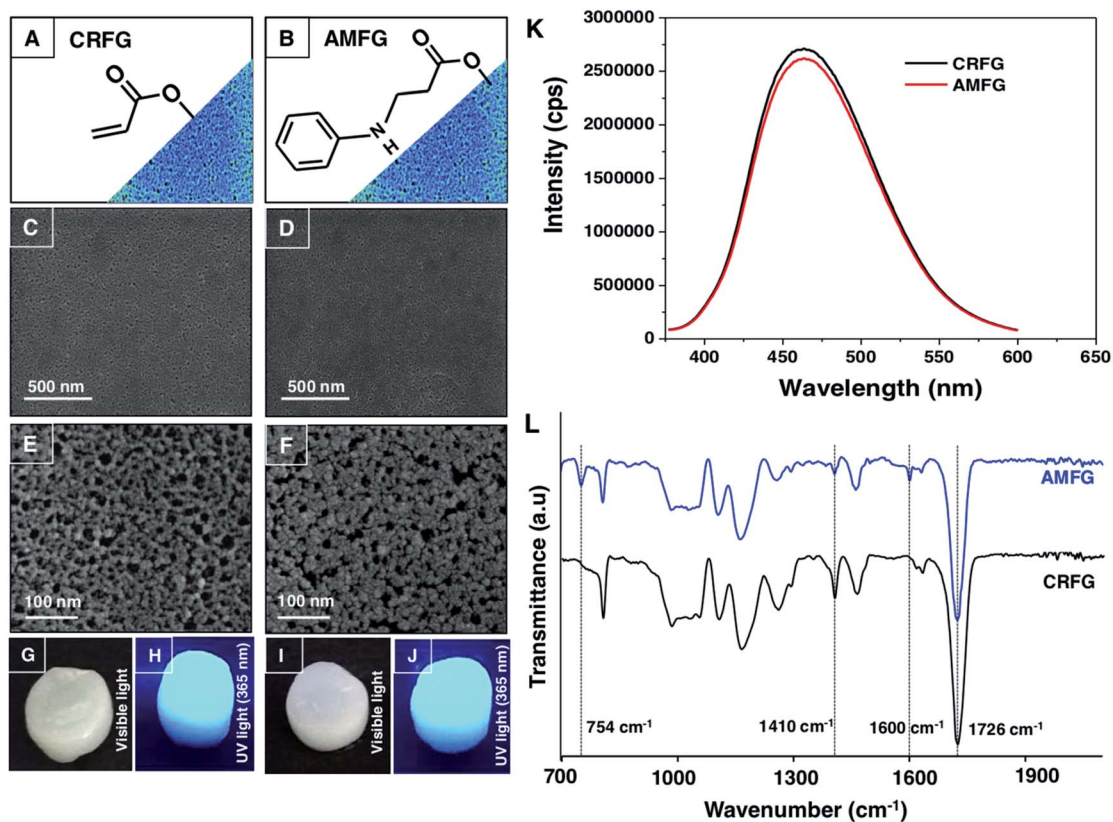 A
CRFG
O
O
B
AMFG
O
O
N
H
C
500 nm
D
500 nm
E
100 nm
F
100 nm
G
Visible light
H
UV light (365 nm)
I
Visible light
J
UV light (365 nm)
K
3000000
2500000
2000000
1500000
1000000
500000
0
Intensity (cps)
CRFG
AMFG
400
450
500
550
600
650
Wavelength (nm)
L
AMFG
CRFG
Transmittance (a.u)
754 cm⁻¹
1410 cm⁻¹
1600 cm⁻¹
1726 cm⁻¹
700
1000
1300
1600
1900
Wavenumber (cm⁻¹)